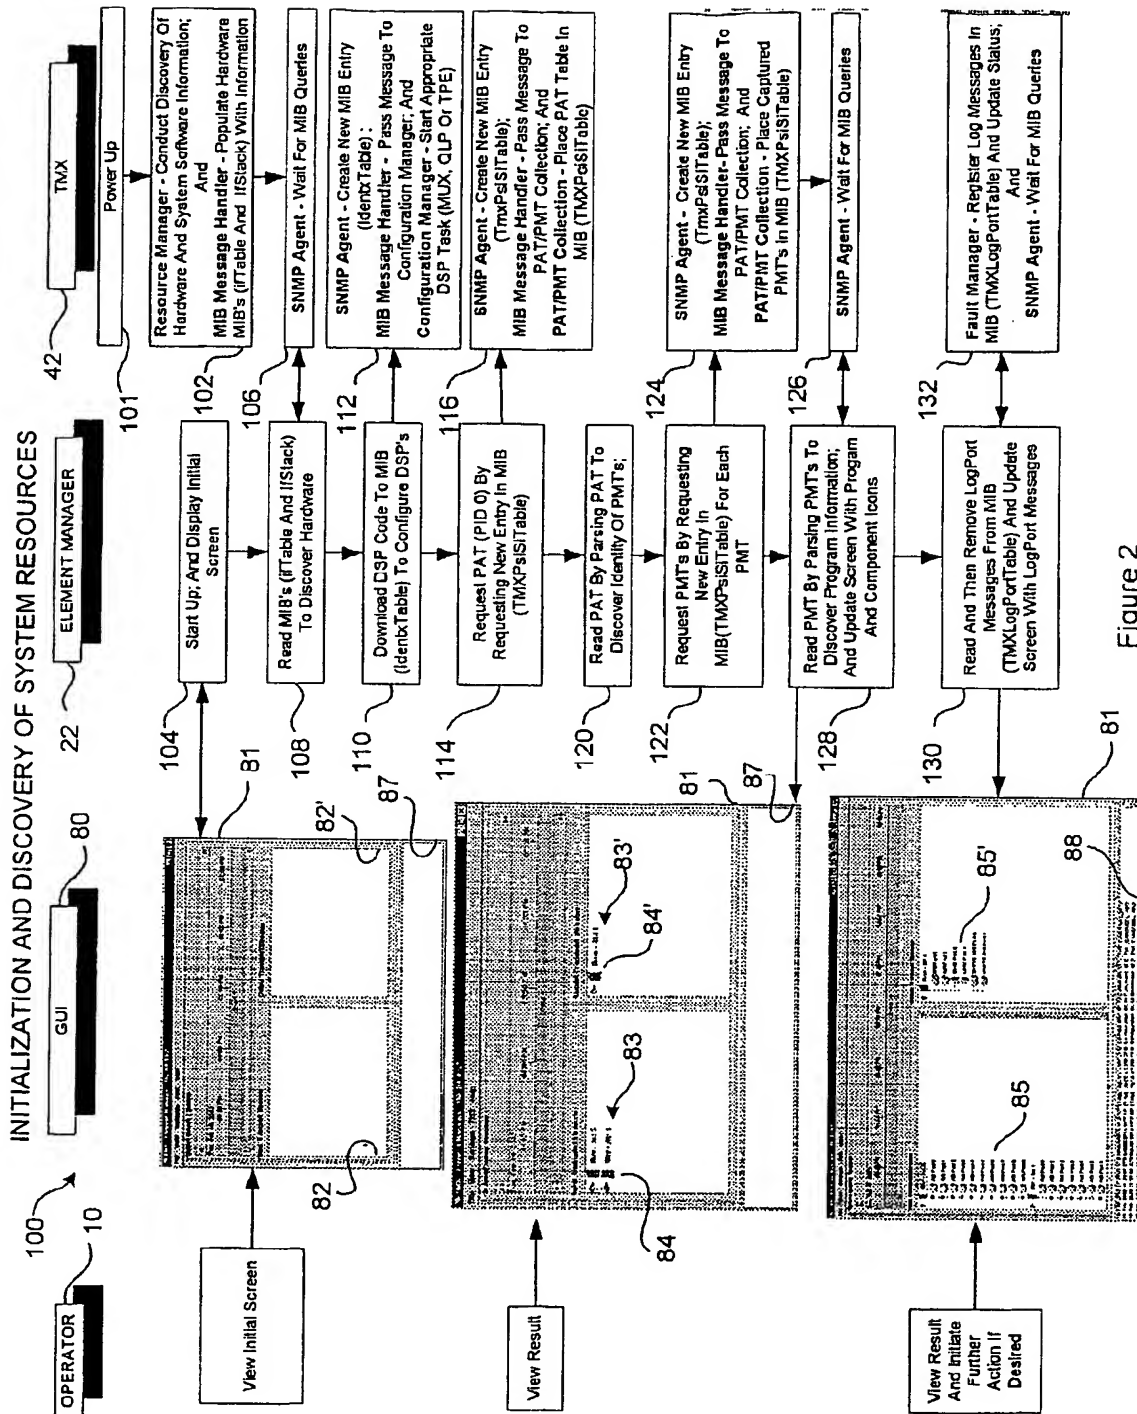 INITIALIZATION AND DISCOVERY OF SYSTEM RESOURCES
100
OPERATOR
10
GUI
80
ELEMENT MANAGER
22
TMX
42
Power Up
101
Resource Manager - Conduct Discovery Of
Hardware And System Software Information;
And
MIB Message Handler - Populate Hardware
MIB's (ifTable And IfStack) With Information
102
View Initial Screen
81
82
82'
87
Start Up; And Display Initial
Screen
104
SNMP Agent - Wait For MIB Queries
106
Read MIB's (ifTable And IfStack)
To Discover Hardware
108
Download DSP Code To MIB
(IdentxTable) To Configure DSP's
110
SNMP Agent - Create New MIB Entry
(IdentxTable) ;
MIB Message Handler - Pass Message To
Configuration Manager; And
Configuration Manager - Start Appropriate
DSP Task (MUX, QLP Or TPE)
112
Request PAT (PID 0) By
Requesting New Entry In MIB
(TMXPsiSiTable)
114
SNMP Agent - Create New MIB Entry
(TmxPsiSiTable);
MIB Message Handler - Pass Message To
PAT/PMT Collection; And
PAT/PMT Collection - Place PAT Table In
MIB (TMXPsiSiTable)
116
Read PAT By Parsing PAT To
Discover Identity Of PMTs;
120
Request PMTs By Requesting
New Entry In
MIB(TMXPsiSiTable) For Each
PMT
122
SNMP Agent - Create New MIB Entry
(TmxPsiSiTable);
MIB Message Handler- Pass Message To
PAT/PMT Collection; And
PAT/PMT Collection - Place Captured
PMTs In MIB (TMXPsiSiTable)
124
View Result
81
83
83'
84
84'
87
Read PMT By Parsing PMTs To
Discover Program Information;
And Update Screen With Progam
And Component Icons
128
SNMP Agent - Wait For MIB Queries
126
View Result
And Initiate
Further
Action If
Desired
81
85
85'
88
Read And Then Remove LogPort
Messages From MIB
(TMXLogPortTable) And Update
Screen With LogPort Messages
130
Fault Manager - Register Log Messages In
MIB (TMXLogPortTable) And Update Status;
And
SNMP Agent - Wait For MIB Queries
132
Figure 2